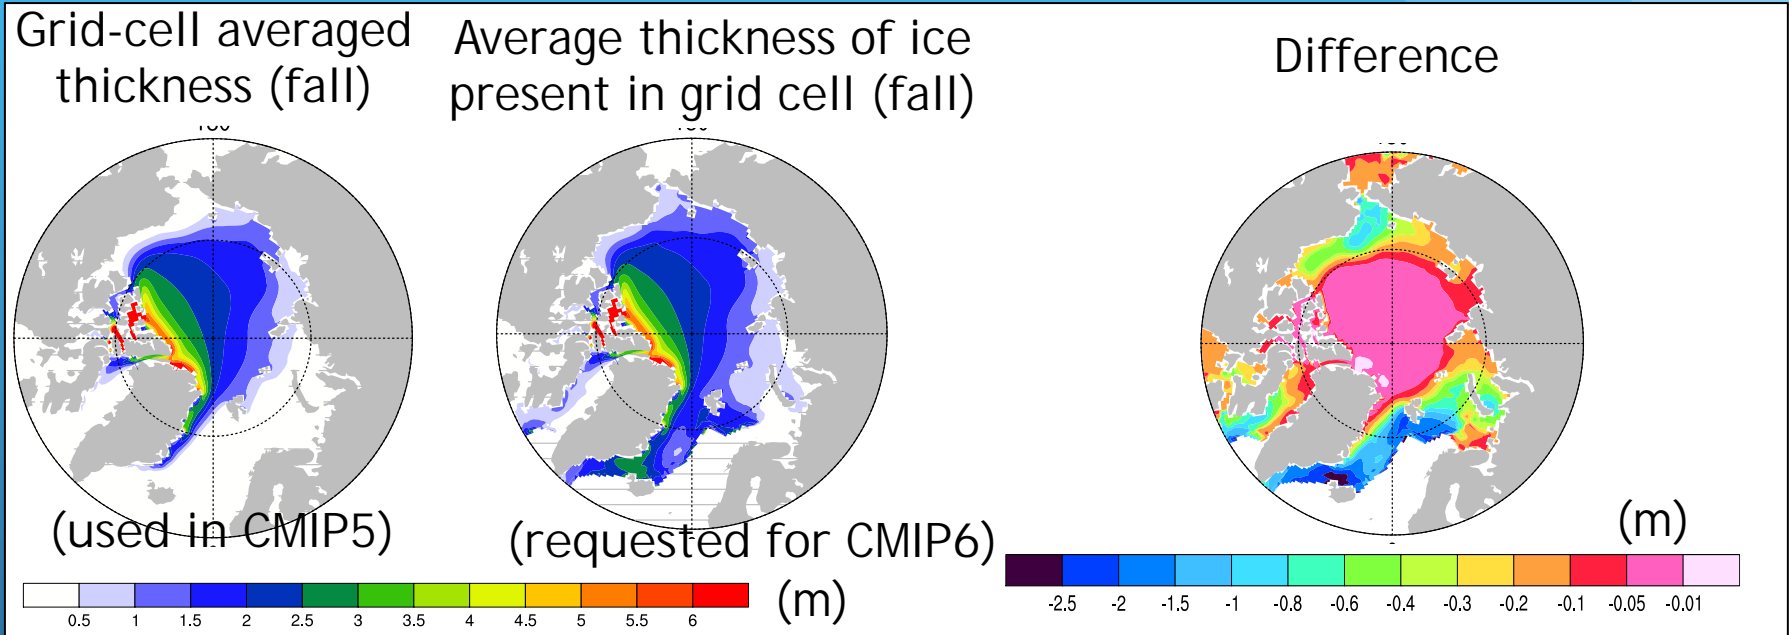 Grid-cell averaged
thickness (fall)
Average thickness of ice
present in grid cell (fall)
Difference
(used in CMIP5)
(requested for CMIP6)
(m)
(m)
0.5 1 1.5 2 2.5 3 3.5 4 4.5 5 5.5 6
-2.5 -2 -1.5 -1 -0.8 -0.6 -0.4 -0.3 -0.2 -0.1 -0.05 -0.01